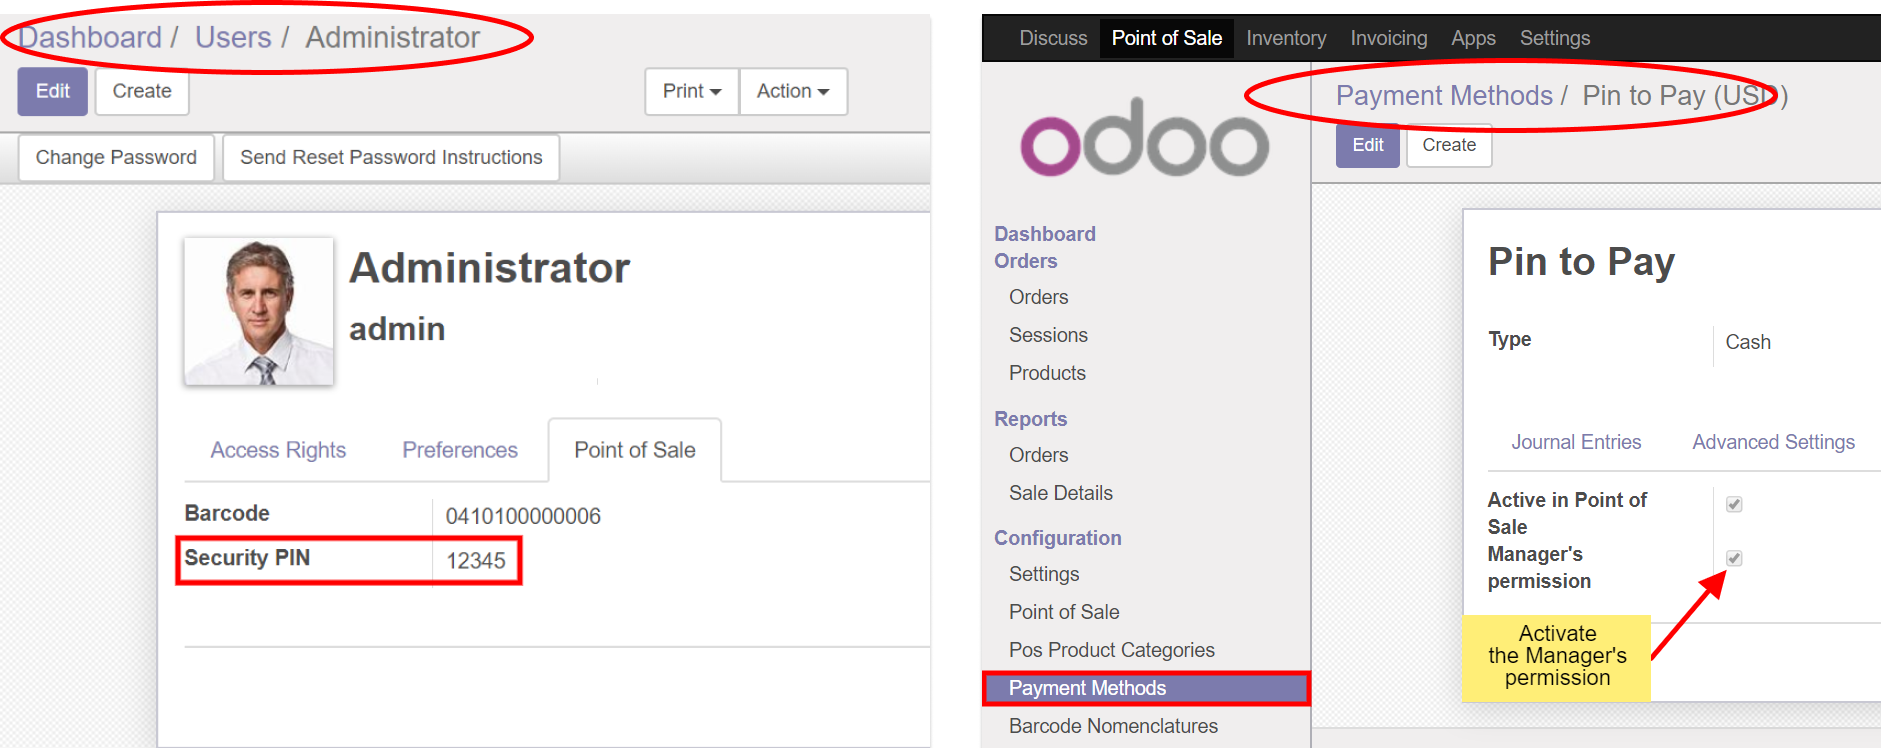 Dashboard / Users / Administrator
Edit
Create
Print
Action
Change Password
Send Reset Password Instructions
Administrator
admin
Access Rights
Preferences
Point of Sale
Barcode 0410100000006
Security PIN 12345
Discuss Point of Sale Inventory Invoicing Apps Settings
odoo
Dashboard
Orders
Orders
Sessions
Products
Reports
Orders
Sale Details
Configuration
Settings
Point of Sale
Pos Product Categories
Payment Methods
Barcode Nomenclatures
Payment Methods / Pin to Pay (USD)
Edit
Create
Pin to Pay
Type Cash
Journal Entries
Advanced Settings
Active in Point of
Sale
Manager's
permission
Activate
the Manager's
permission